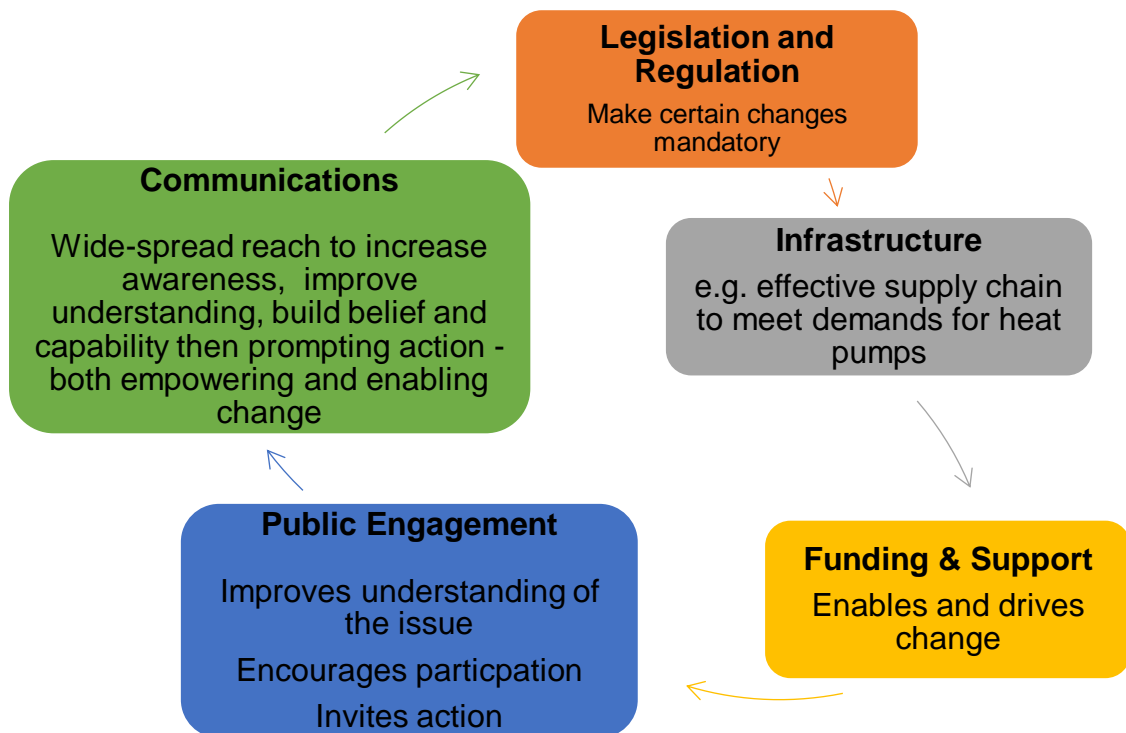 Legislation and
Regulation
Make certain changes
mandatory
Infrastructure
e.g. effective supply chain
to meet demands for heat
pumps
Funding & Support
Enables and drives
change
Public Engagement
Improves understanding of
the issue
Encourages particpation
Invites action
Communications
Wide-spread reach to increase
awareness,  improve
understanding, build belief and
capability then prompting action -
both empowering and enabling
change